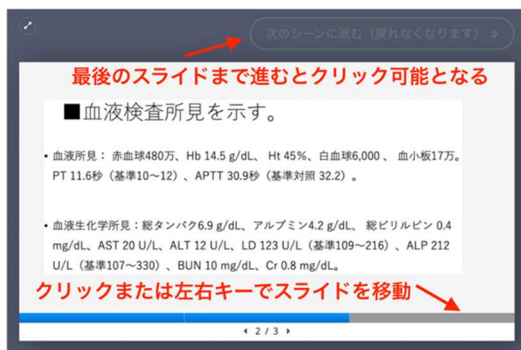 次のシーンに進む（戻れなくなります） »
最後のスライドまで進むとクリック可能となる
■血液検査所見を示す。
• 血液所見： 赤血球480万、Hb 14.5 g/dL、 Ht 45%、白血球6,000 、 血小板17万。
PT 11.6秒（基準10〜12）、APTT 30.9秒（基準対照 32.2）。
• 血液生化学所見：総タンパク6.9 g/dL、アルブミン4.2 g/dL、 総ビリルビン 0.4
mg/dL、AST 20 U/L、ALT 12 U/L、LD 123 U/L（基準109〜216）、ALP 212
U/L（基準107〜330）、BUN 10 mg/dL、Cr 0.8 mg/dL。
クリックまたは左右キーでスライドを移動
2 / 3